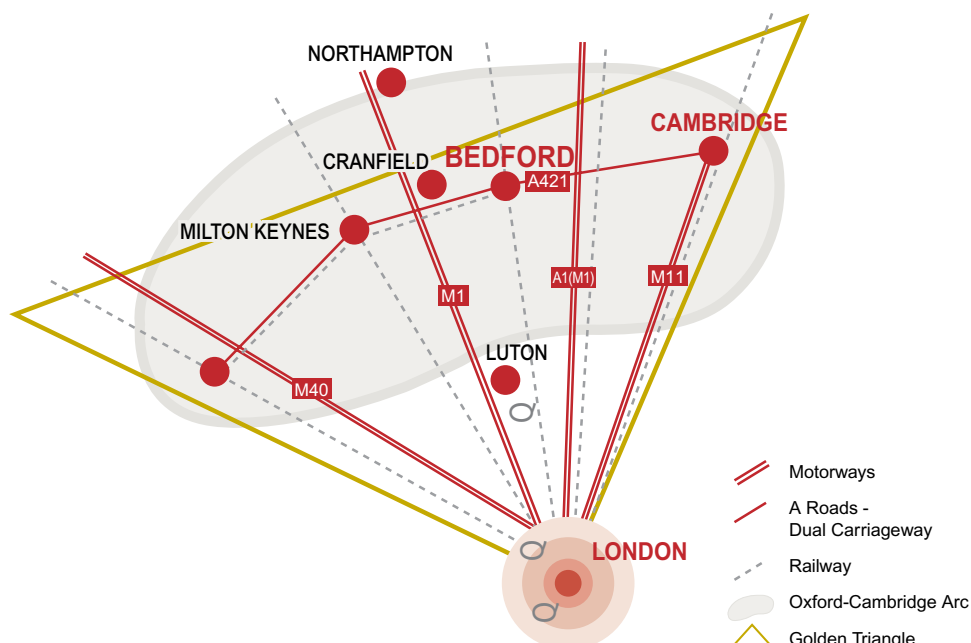 NORTHAMPTON
CAMBRIDGE
CRANFIELD
BEDFORD
A421
MILTON KEYNES
A1(M1)
M11
M1
LUTON
M40
LONDON
Motorways
A Roads -
Dual Carriageway
Railway
Oxford-Cambridge Arc
Golden Triangle